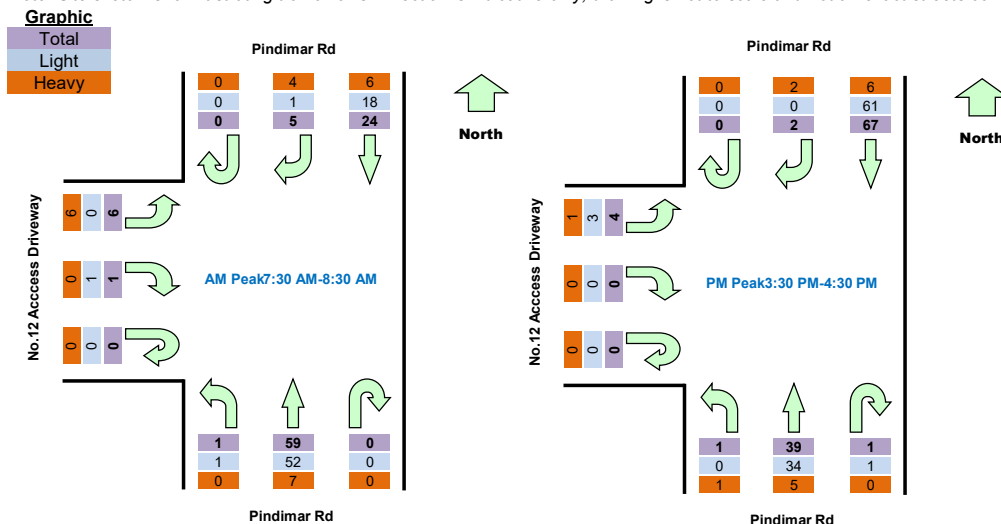 Graphic
Total
Light
Heavy
Pindimar Rd
0 4 6
0 1 18
0 5 24
North
No.12 Acccess Driveway
6 0 6
0 1 1
0 0 0
AM Peak7:30 AM-8:30 AM
1 59 0
1 52 0
0 7 0
Pindimar Rd
Pindimar Rd
0 2 6
0 0 61
0 2 67
North
No.12 Acccess Driveway
1 3 4
0 0 0
0 0 0
PM Peak3:30 PM-4:30 PM
1 39 1
0 34 1
1 5 0
Pindimar Rd